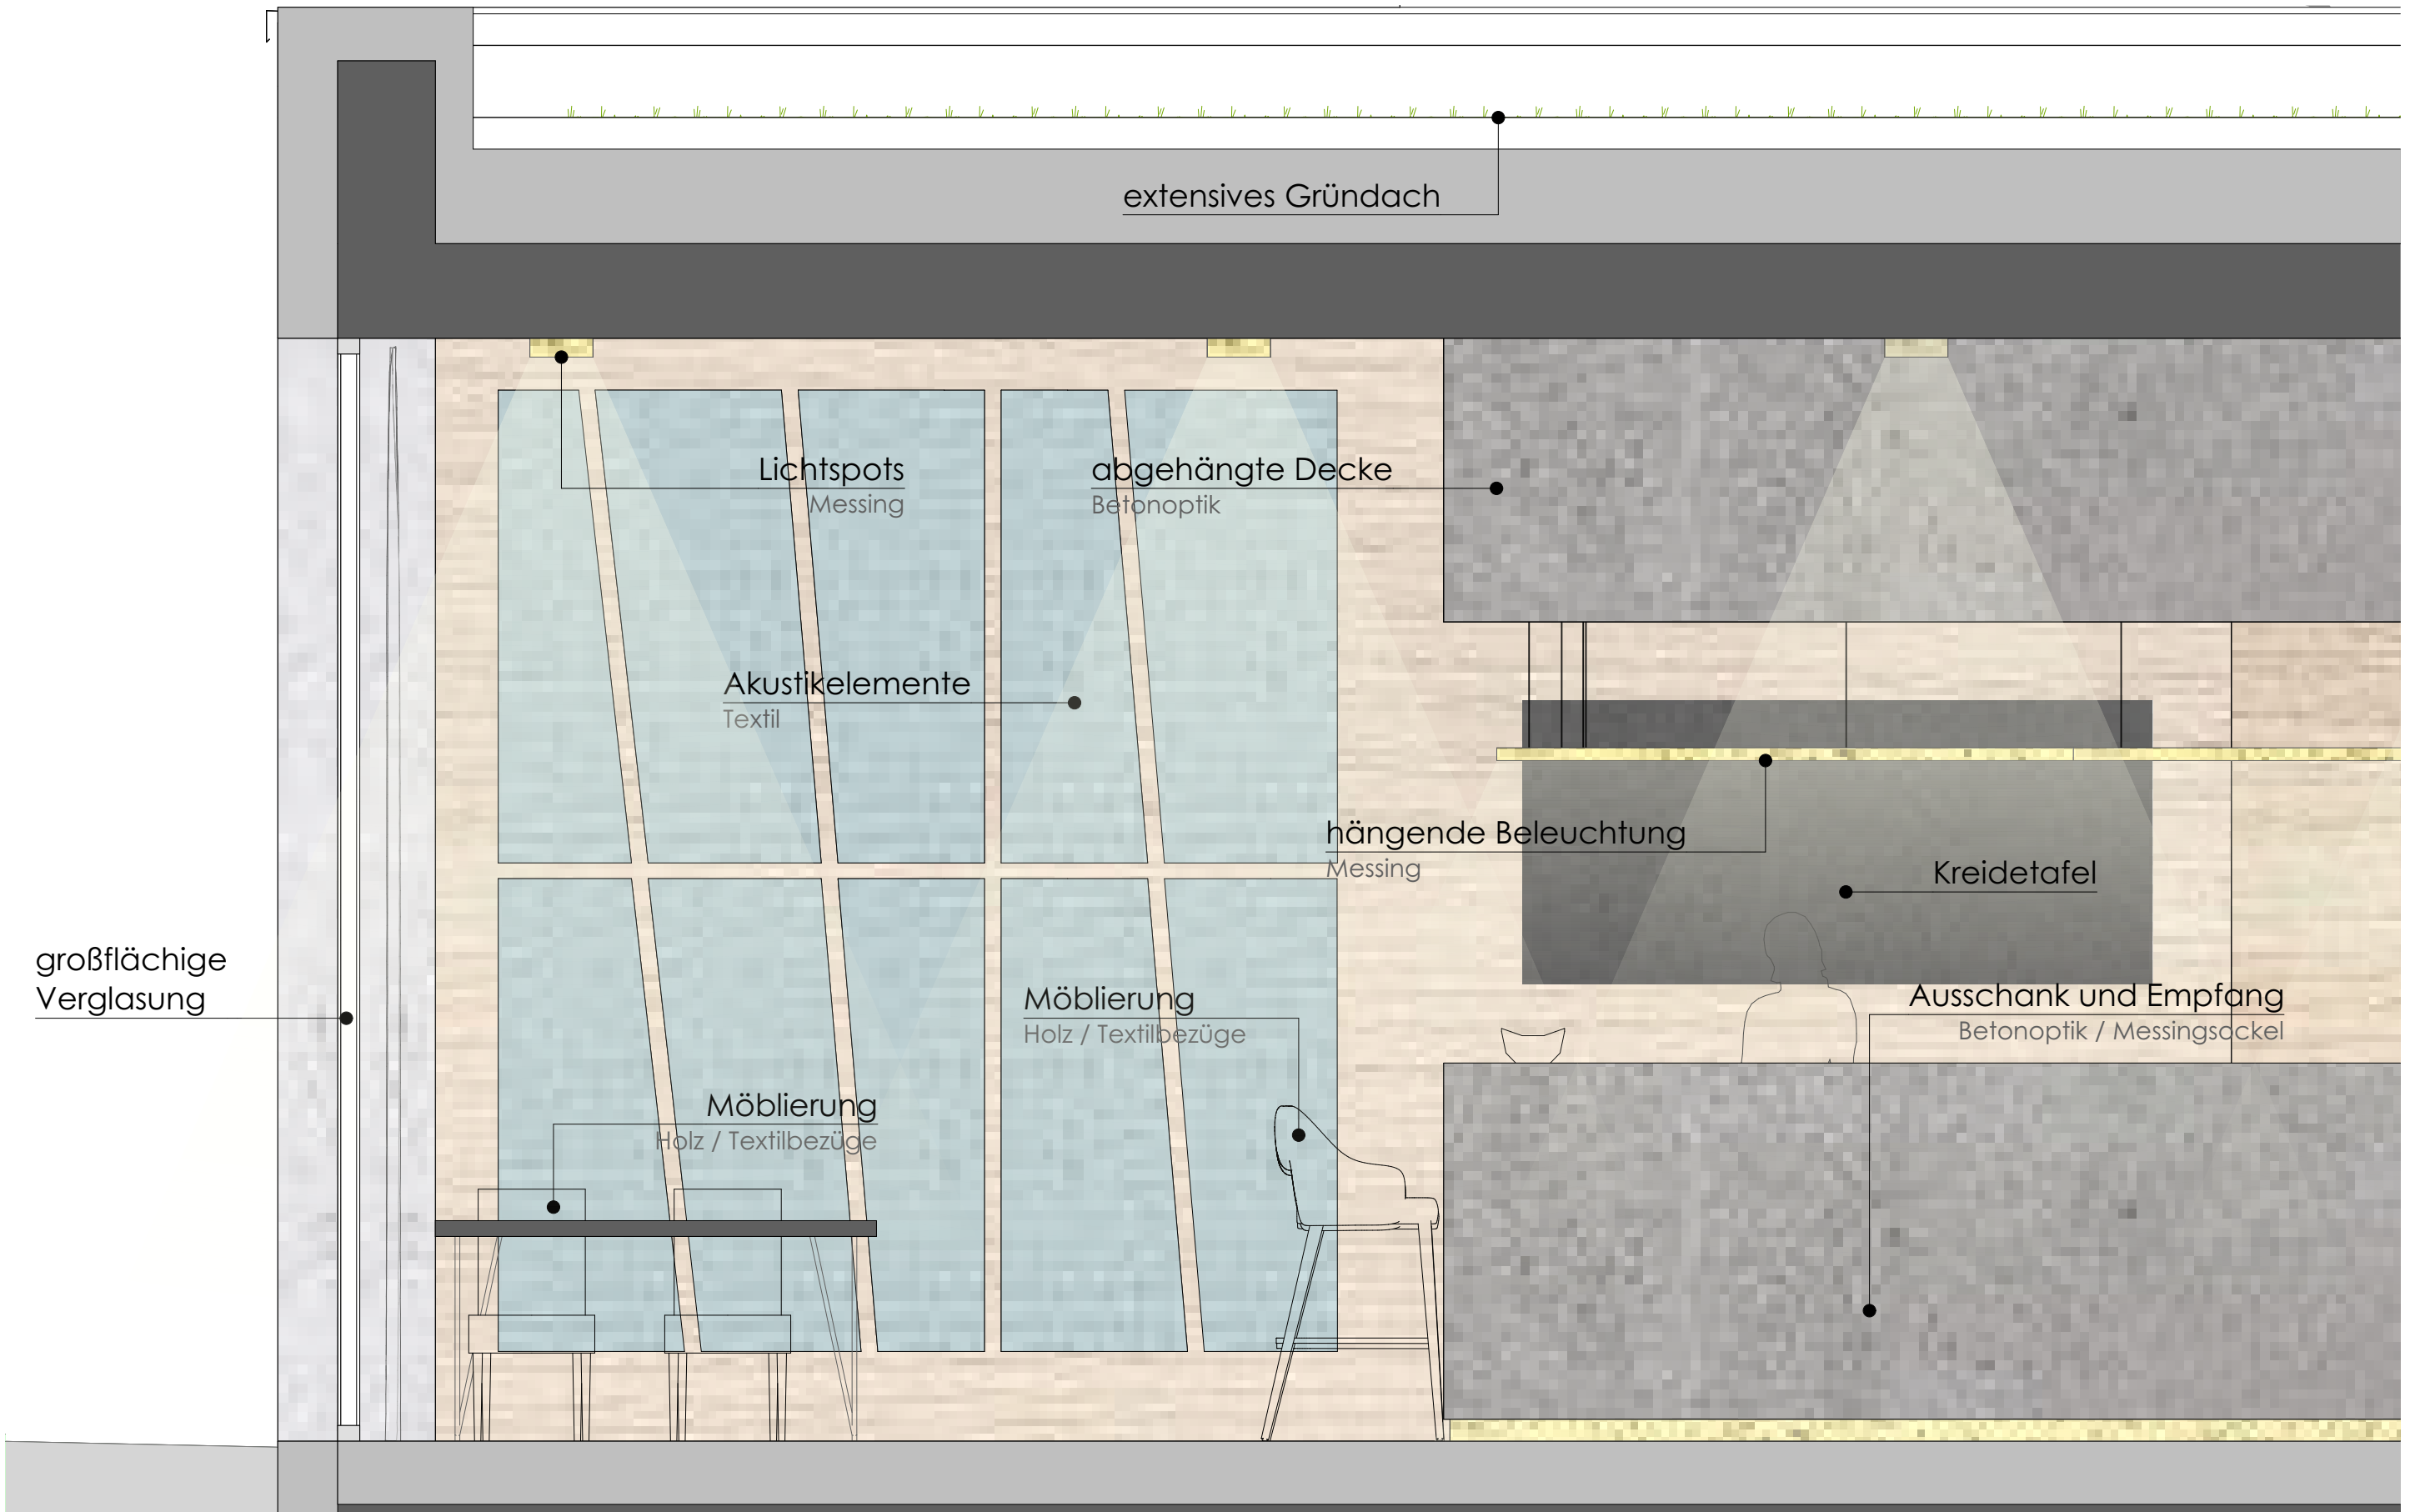 extensives Gründach
Lichtspots
Messing
abgehängte Decke
Betonoptik
Akustikelemente
Textil
hängende Beleuchtung
Messing
Kreidetafel
großflächige
Verglasung
Möblierung
Holz / Textilbezüge
Ausschank und Empfang
Betonoptik / Messingsockel
Möblierung
Holz / Textilbezüge